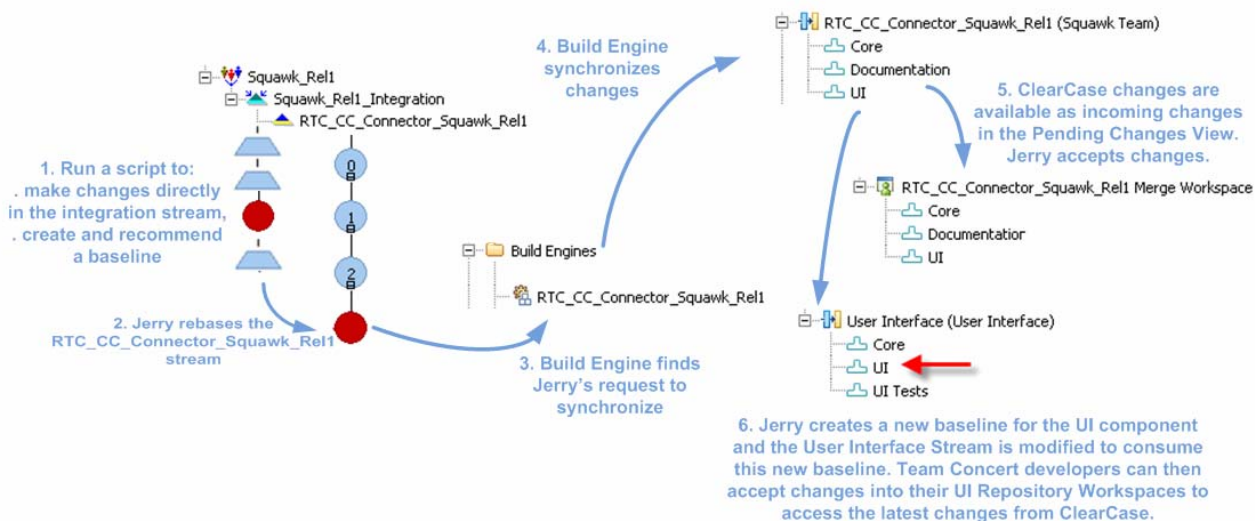 Squawk_Rel1
Squawk_Rel1_Integration
RTC_CC_Connector_Squawk_Rel1
1. Run a script to:
. make changes directly
in the integration stream,
. create and recommend
a baseline
0
1
2
2. Jerry rebases the
RTC_CC_Connector_Squawk_Rel1
stream
Build Engines
RTC_CC_Connector_Squawk_Rel1
3. Build Engine finds
Jerry's request to
synchronize
4. Build Engine
synchronizes
changes
RTC_CC_Connector_Squawk_Rel1 (Squawk Team)
Core
Documentation
UI
5. ClearCase changes are
available as incoming changes
in the Pending Changes View.
Jerry accepts changes.
RTC_CC_Connector_Squawk_Rel1 Merge Workspace
Core
Documentation
UI
User Interface (User Interface)
Core
UI
UI Tests
6. Jerry creates a new baseline for the UI component
and the User Interface Stream is modified to consume
this new baseline. Team Concert developers can then
accept changes into their UI Repository Workspaces to
access the latest changes from ClearCase.